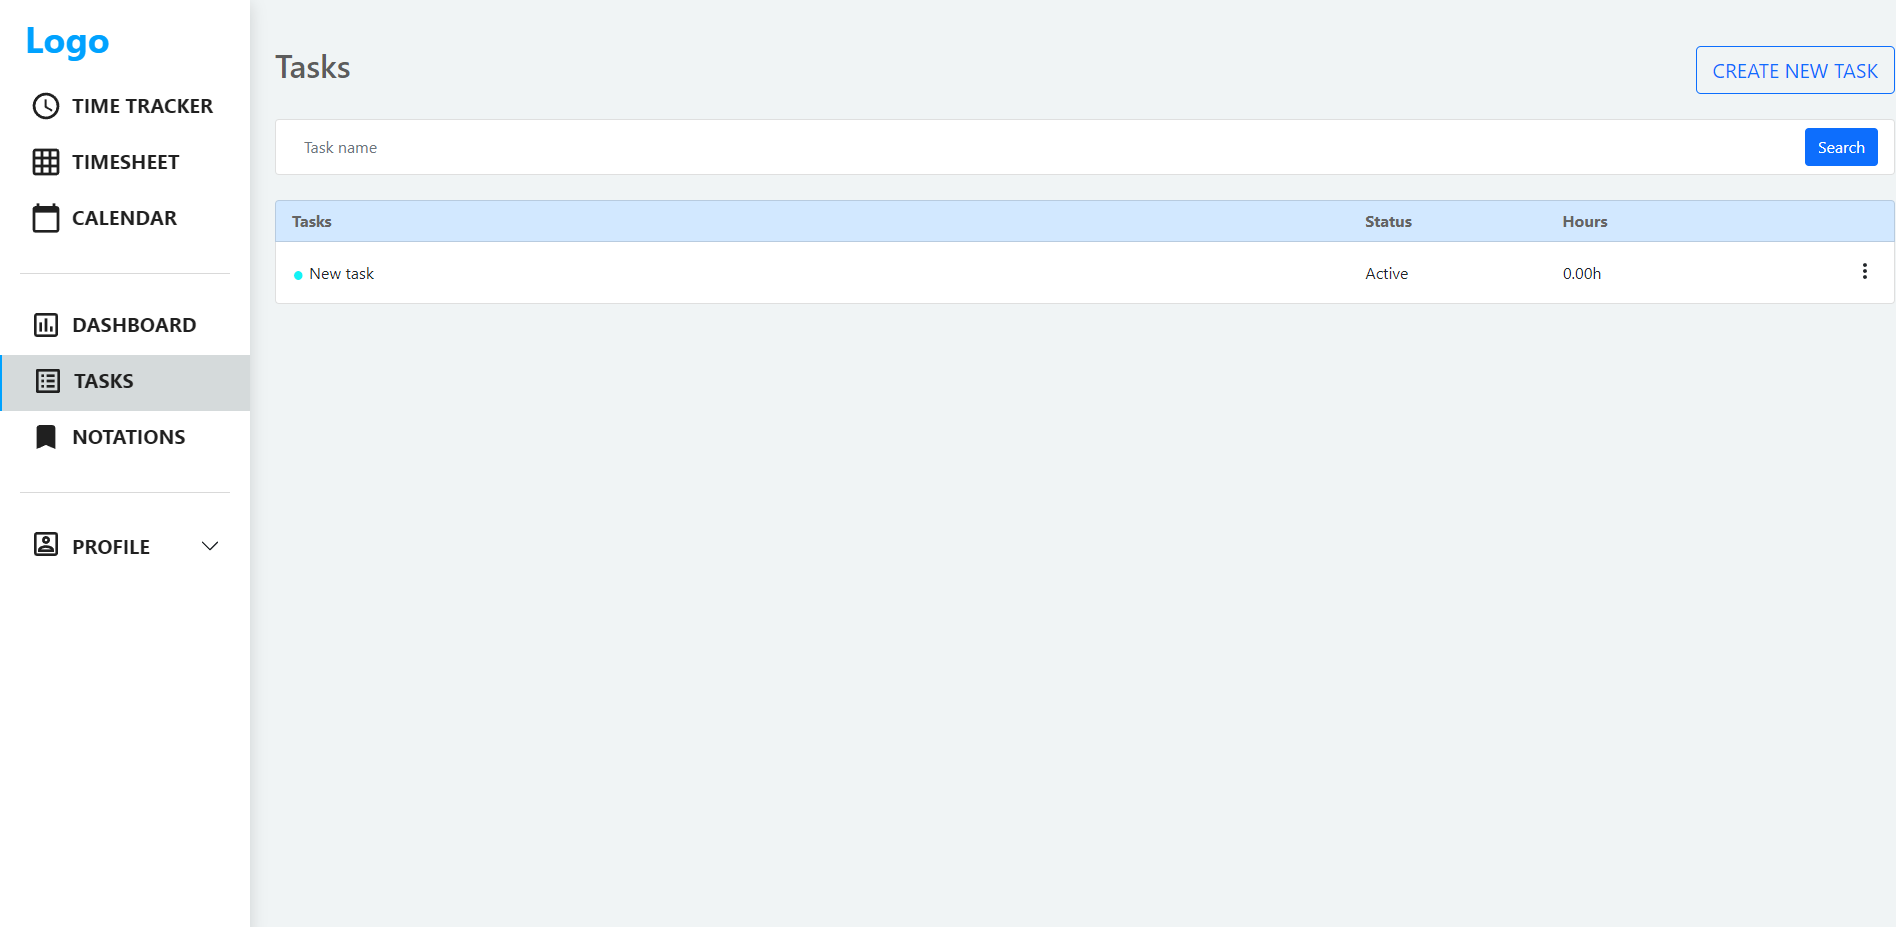 Logo
TIME TRACKER
TIMESHEET
CALENDAR
DASHBOARD
TASKS
NOTATIONS
PROFILE
Tasks
CREATE NEW TASK
Task name
Search
Tasks Status Hours
New task Active 0.00h